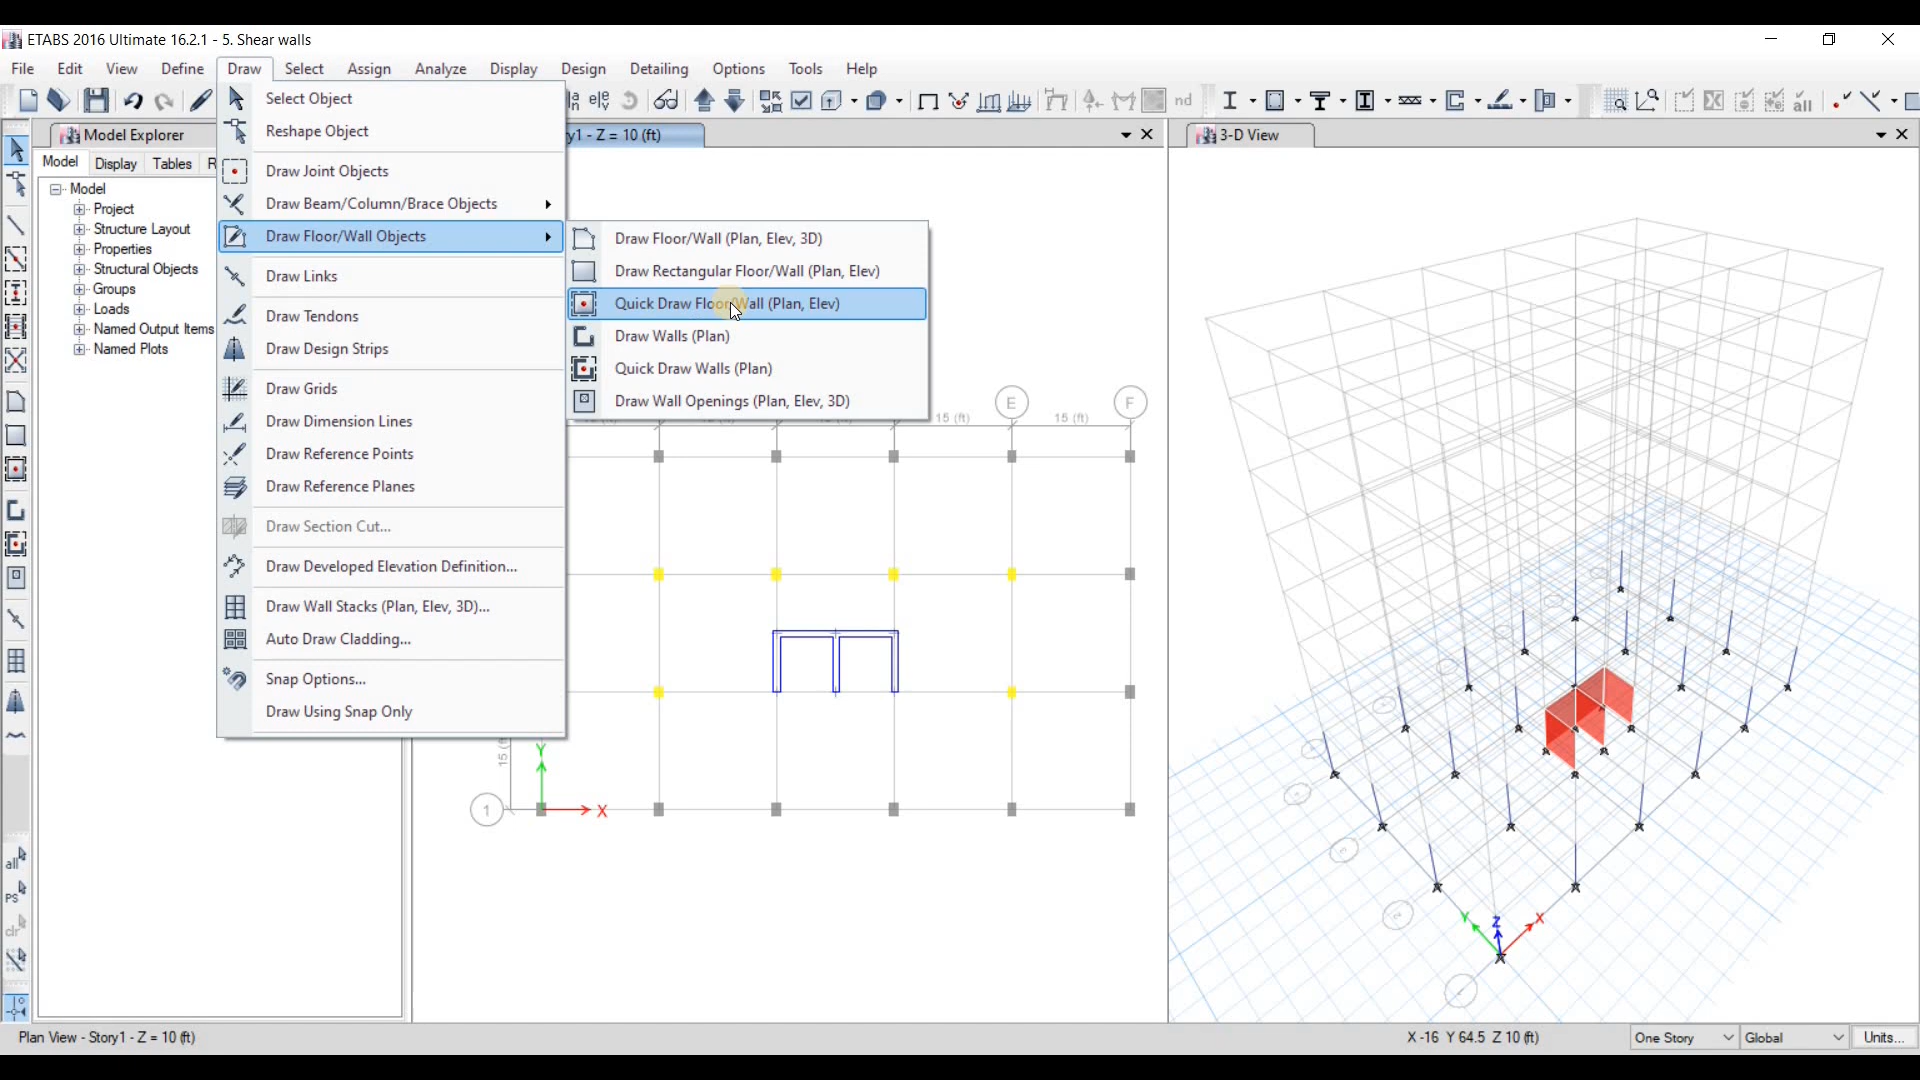 ETABS 2016 Ultimate 16.2.1 - 5. Shear walls
File Edit View Define Draw Select Assign Analyze Display Design Detailing Options Tools Help
nd
all
Model Explorer
y1 - Z = 10 (ft)
3-D View
Model Display Tables R
Model
Project
Structure Layout
Properties
Structural Objects
Groups
Loads
Named Output Items
Named Plots
Select Object
Reshape Object
Draw Joint Objects
Draw Beam/Column/Brace Objects
Draw Floor/Wall Objects
Draw Links
Draw Tendons
Draw Design Strips
Draw Grids
Draw Dimension Lines
Draw Reference Points
Draw Reference Planes
Draw Section Cut...
Draw Developed Elevation Definition...
Draw Wall Stacks (Plan, Elev, 3D)...
Auto Draw Cladding...
Snap Options...
Draw Using Snap Only
Draw Floor/Wall (Plan, Elev, 3D)
Draw Rectangular Floor/Wall (Plan, Elev)
Quick Draw Floor/Wall (Plan, Elev)
Draw Walls (Plan)
Quick Draw Walls (Plan)
Draw Wall Openings (Plan, Elev, 3D)
E F
15 (ft) 15 (ft)
15 (ft
Y
1
X
Y Z X
all
PS
clr
Plan View - Story1 - Z = 10 (ft)
X -16 Y 64.5 Z 10 (ft)
One Story
Global
Units...